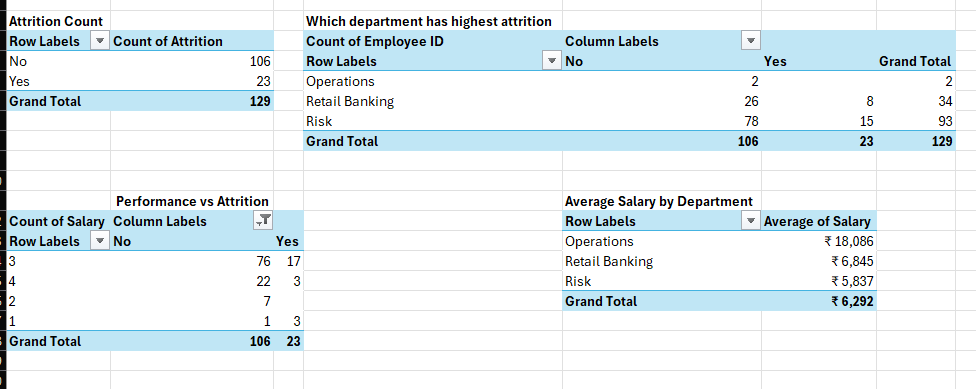 Attrition Count
Row Labels Count of Attrition
No 106
Yes 23
Grand Total 129
Which department has highest attrition
Count of Employee ID Column Labels
Row Labels No Yes Grand Total
Operations 2 2
Retail Banking 26 8 34
Risk 78 15 93
Grand Total 106 23 129
Performance vs Attrition
Count of Salary Column Labels
Row Labels No Yes
3 76 17
4 22 3
2 7
1 1 3
Grand Total 106 23
Average Salary by Department
Row Labels Average of Salary
Operations ₹ 18,086
Retail Banking ₹ 6,845
Risk ₹ 5,837
Grand Total ₹ 6,292